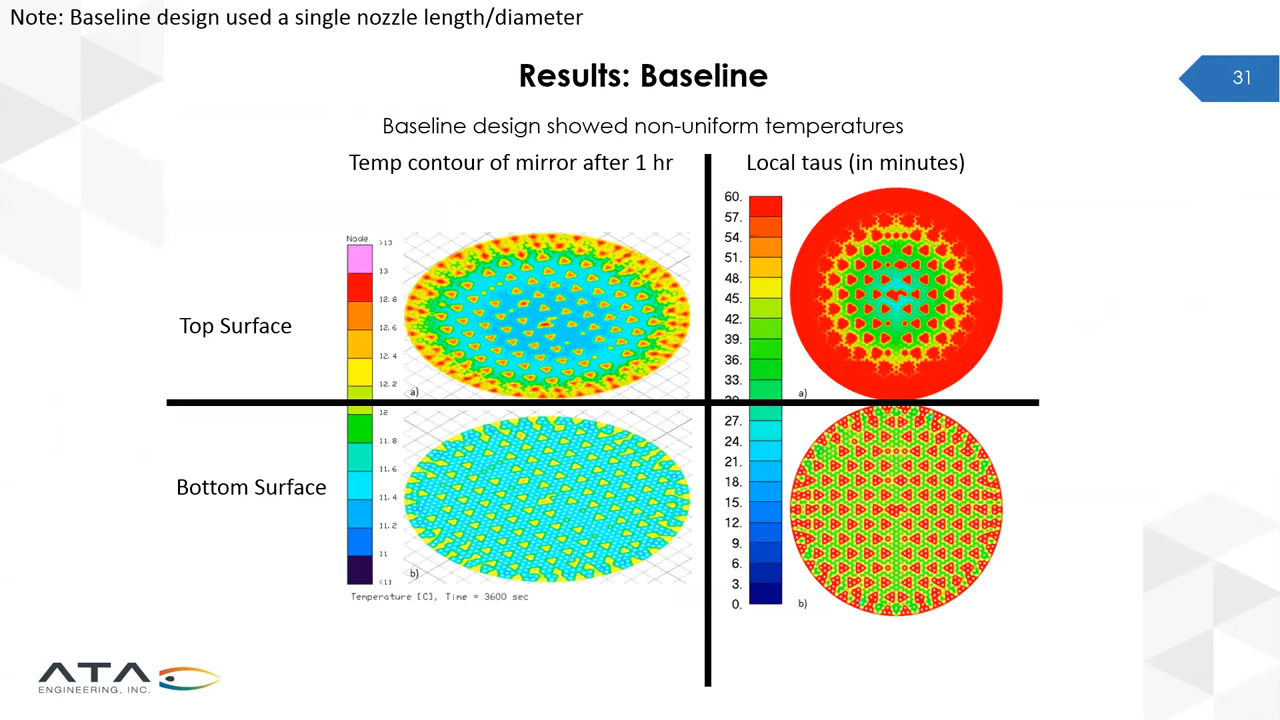 Note: Baseline design used a single nozzle length/diameter
Results: Baseline
31
Baseline design showed non-uniform temperatures
Temp contour of mirror after 1 hr
Local taus (in minutes)
Node
>13
13
12.8
12.6
12.4
12.2
12
11.8
11.6
11.4
11.2
11
<11
60.
57.
54.
51.
48.
45.
42.
39.
36.
33.
27.
24.
21.
18.
15.
12.
9.
6.
3.
0.
Top Surface
a)
a)
Bottom Surface
b)
b)
Temperature [C], Time = 3600 sec
ATA
ENGINEERING, INC.